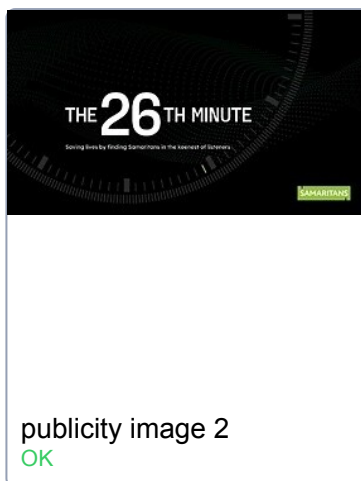 THE 26TH MINUTE
Saving lives by finding Samaritans in the keenest of listeners
SAMARITANS
publicity image 2
OK